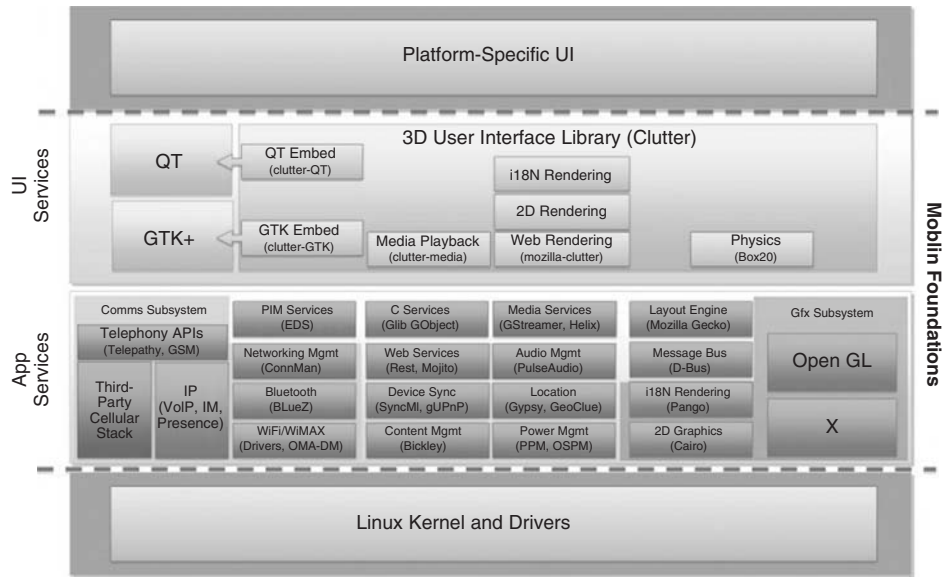 Platform-Specific UI
UI
Services
3D User Interface Library (Clutter)
QT
QT Embed
(clutter-QT)
i18N Rendering
2D Rendering
GTK+
GTK Embed
(clutter-GTK)
Media Playback
(clutter-media)
Web Rendering
(mozilla-clutter)
Physics
(Box20)
Moblin Foundations
App
Services
Comms Subsystem
Telephony APIs
(Telepathy, GSM)
Third-
Party
Cellular
Stack
IP
(VoIP, IM,
Presence)
PIM Services
(EDS)
C Services
(Glib GObject)
Media Services
(GStreamer, Helix)
Layout Engine
(Mozilla Gecko)
Networking Mgmt
(ConnMan)
Web Services
(Rest, Mojito)
Audio Mgmt
(PulseAudio)
Message Bus
(D-Bus)
Bluetooth
(BLueZ)
Device Sync
(SyncMl, gUPnP)
Location
(Gypsy, GeoClue)
i18N Rendering
(Pango)
WiFi/WiMAX
(Drivers, OMA-DM)
Content Mgmt
(Bickley)
Power Mgmt
(PPM, OSPM)
2D Graphics
(Cairo)
Gfx Subsystem
Open GL
X
Linux Kernel and Drivers